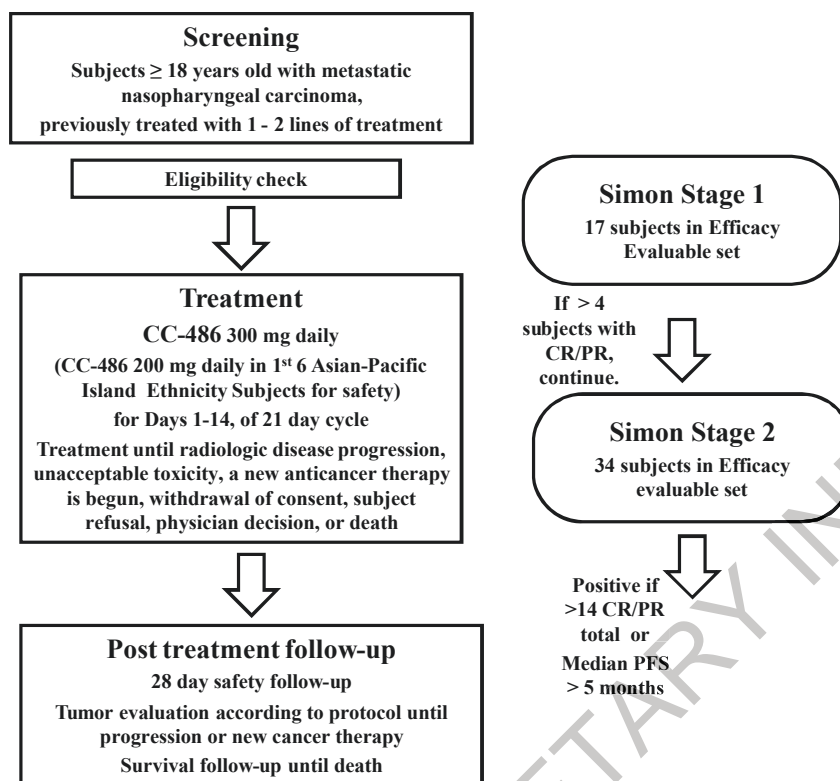 Screening
Subjects ≥ 18 years old with metastatic
nasopharyngeal carcinoma,
previously treated with 1 - 2 lines of treatment
Eligibility check
Treatment
CC-486 300 mg daily
(CC-486 200 mg daily in 1st 6 Asian-Pacific
Island Ethnicity Subjects for safety)
for Days 1-14, of 21 day cycle
Treatment until radiologic disease progression,
unacceptable toxicity, a new anticancer therapy
is begun, withdrawal of consent, subject
refusal, physician decision, or death
Post treatment follow-up
28 day safety follow-up
Tumor evaluation according to protocol until
progression or new cancer therapy
Survival follow-up until death
Simon Stage 1
17 subjects in Efficacy
Evaluable set
If > 4
subjects with
CR/PR,
continue.
Simon Stage 2
34 subjects in Efficacy
evaluable set
Positive if
>14 CR/PR
total or
Median PFS
> 5 months